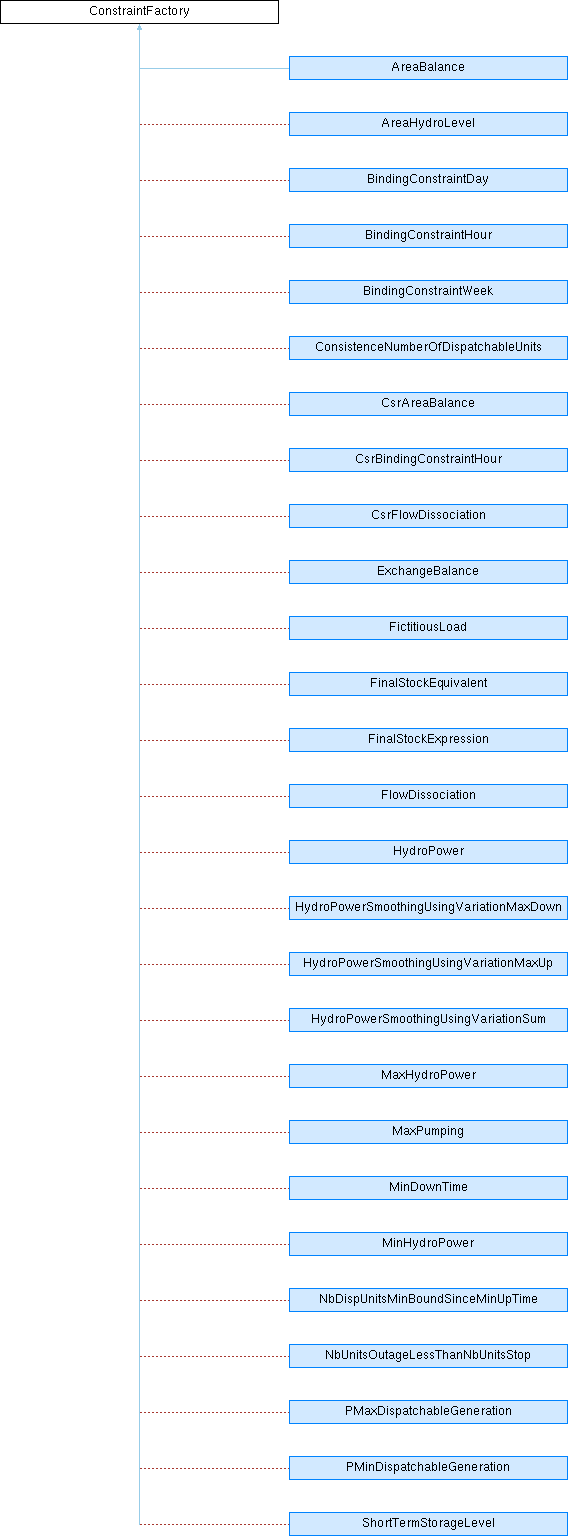 ConstraintFactory
AreaBalance
AreaHydroLevel
BindingConstraintDay
BindingConstraintHour
BindingConstraintWeek
ConsistenceNumberOfDispatchableUnits
CsrAreaBalance
CsrBindingConstraintHour
CsrFlowDissociation
ExchangeBalance
FictitiousLoad
FinalStockEquivalent
FinalStockExpression
FlowDissociation
HydroPower
HydroPowerSmoothingUsingVariationMaxDown
HydroPowerSmoothingUsingVariationMaxUp
HydroPowerSmoothingUsingVariationSum
MaxHydroPower
MaxPumping
MinDownTime
MinHydroPower
NbDispUnitsMinBoundSinceMinUpTime
NbUnitsOutageLessThanNbUnitsStop
PMaxDispatchableGeneration
PMinDispatchableGeneration
ShortTermStorageLevel